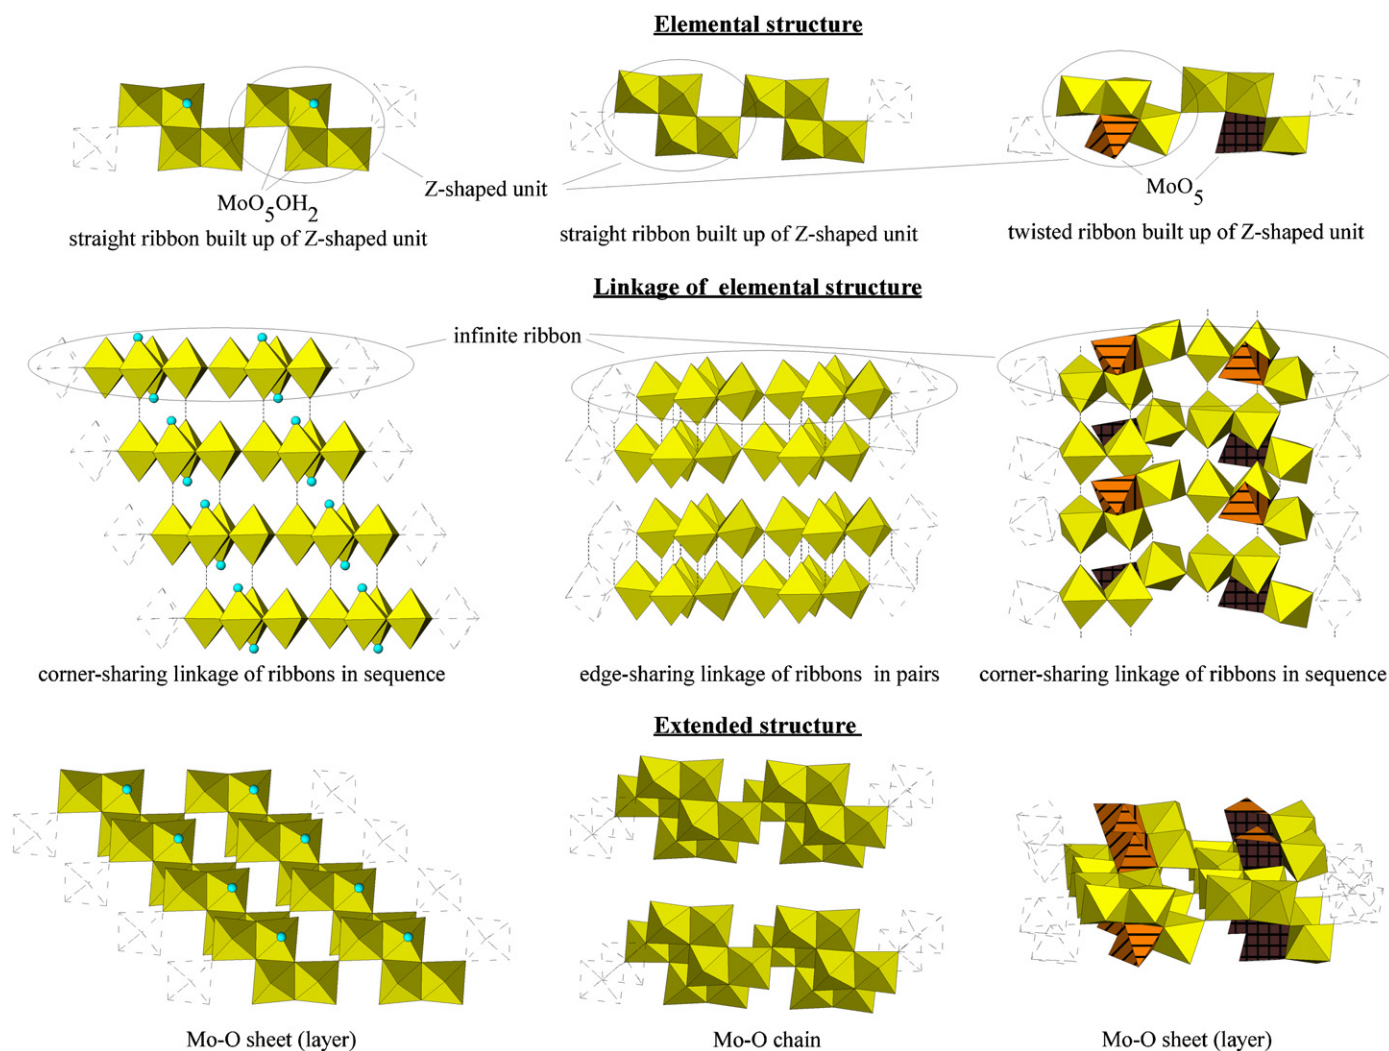 Elemental structure
MoO5OH2
Z-shaped unit
MoO5
straight ribbon built up of Z-shaped unit
straight ribbon built up of Z-shaped unit
twisted ribbon built up of Z-shaped unit
Linkage of elemental structure
infinite ribbon
corner-sharing linkage of ribbons in sequence
edge-sharing linkage of ribbons in pairs
corner-sharing linkage of ribbons in sequence
Extended structure
Mo-O sheet (layer)
Mo-O chain
Mo-O sheet (layer)